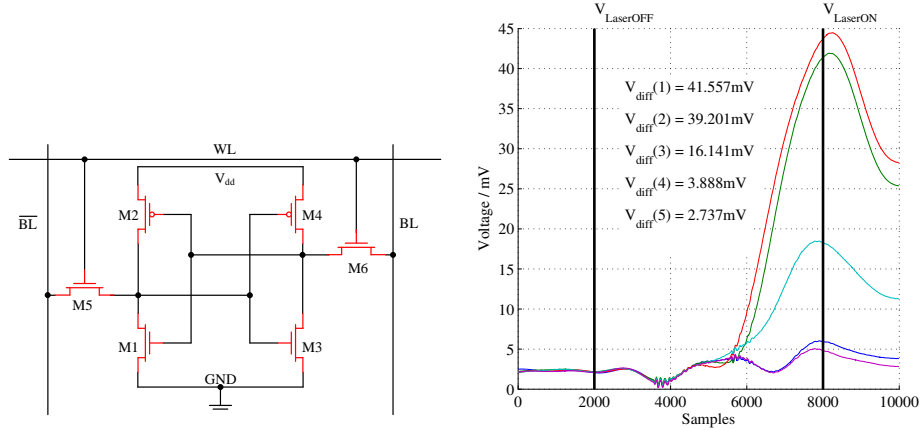 WL
V_dd
M2
M4
B̅L̅
BL
M6
M5
M1
M3
GND
V_LaserOFF
V_LaserON
45
40
35
30
25
20
15
10
5
0
Voltage / mV
V_diff(1) = 41.557mV
V_diff(2) = 39.201mV
V_diff(3) = 16.141mV
V_diff(4) = 3.888mV
V_diff(5) = 2.737mV
0 2000 4000 6000 8000 10000
Samples